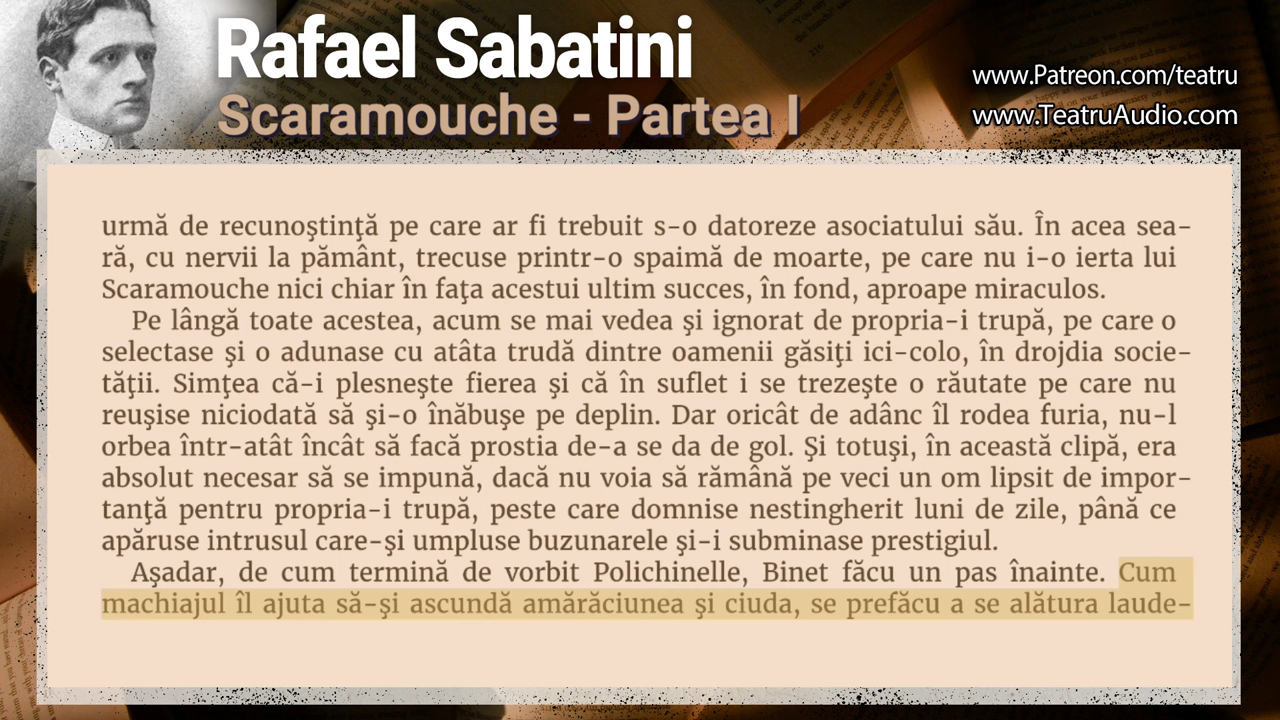 Rafael Sabatini
Scaramouche - Partea I
www.Patreon.com/teatru
www.TeatruAudio.com
urmă de recunoştinţă pe care ar fi trebuit s-o datoreze asociatului său. În acea sea-
ră, cu nervii la pământ, trecuse printr-o spaimă de moarte, pe care nu i-o ierta lui
Scaramouche nici chiar în faţa acestui ultim succes, în fond, aproape miraculos.
Pe lângă toate acestea, acum se mai vedea şi ignorat de propria-i trupă, pe care o
selectase şi o adunase cu atâta trudă dintre oamenii găsiţi ici-colo, în drojdia socie-
tăţii. Simţea că-i plesneşte fierea şi că în suflet i se trezeşte o răutate pe care nu
reuşise niciodată să şi-o înăbuşe pe deplin. Dar oricât de adânc îl rodea furia, nu-l
orbea într-atât încât să facă prostia de-a se da de gol. Şi totuşi, în această clipă, era
absolut necesar să se impună, dacă nu voia să rămână pe veci un om lipsit de impor-
tanţă pentru propria-i trupă, peste care domnise nestingherit luni de zile, până ce
apăruse intrusul care-şi umpluse buzunarele şi-i subminase prestigiul.
Aşadar, de cum termină de vorbit Polichinelle, Binet făcu un pas înainte. Cum
machiajul îl ajuta să-şi ascundă amărăciunea şi ciuda, se prefăcu a se alătura laude-